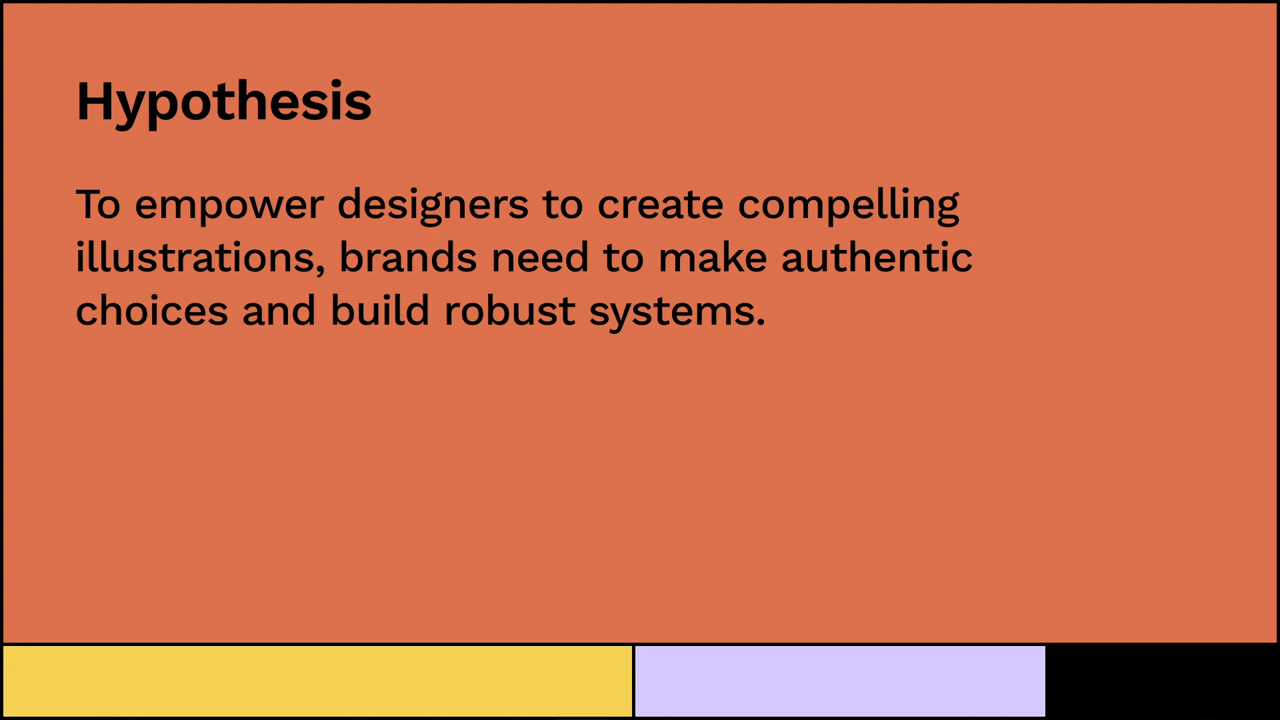 Hypothesis
To empower designers to create compelling
illustrations, brands need to make authentic
choices and build robust systems.